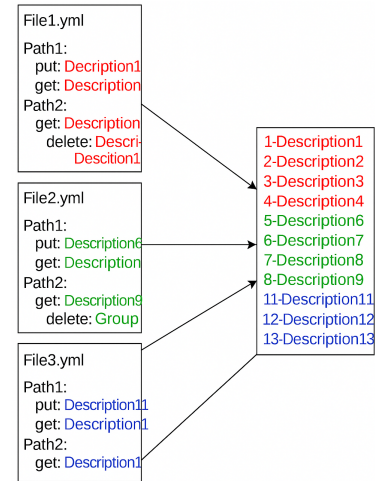 File1.yml
Path1:
put: Decription1
get: Description
Path2:
get: Description
delete: Descri-
Descition1
File2.yml
Path1:
put: Description6
get: Description
Path2:
get: Description9
delete: Group
File3.yml
Path1:
put: Description11
get: Description1
Path2:
get: Description1
1-Description1
2-Description2
3-Description3
4-Description4
5-Description6
6-Description7
7-Description8
8-Description9
11-Description11
12-Description12
13-Description13